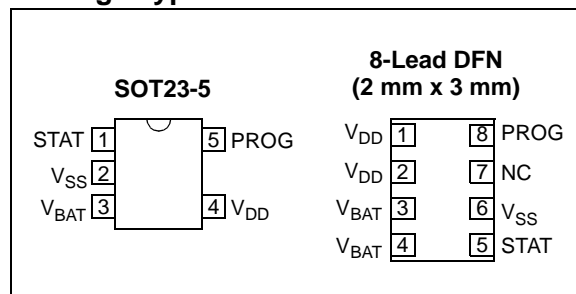 SOT23-5
STAT 1
5 PROG
VSS 2
VBAT 3
4 VDD
8-Lead DFN
(2 mm x 3 mm)
VDD 1
8 PROG
VDD 2
7 NC
VBAT 3
6 VSS
VBAT 4
5 STAT